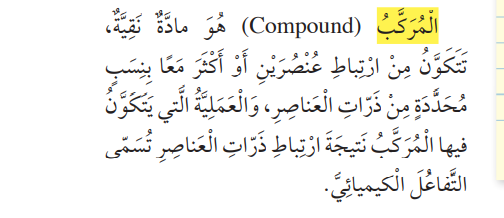 الْمُرَكَّبُ (Compound) هُوَ مادَّةٌ نَقِيَّةٌ،
تَتَكَوَّنُ مِنْ ارْتِباطِ عُنْصُرَيْنِ أَوْ أَكْثَرَ مَعًا بِنِسَبٍ
مُحَدَّدَةٍ مِنْ ذَرّاتِ الْعَناصِرِ، وَالْعَمَلِيَّةُ الَّتي يَتَكَوَّنُ
فيها الْمُرَكَّبُ نَتيجَةَ ارْتِباطِ ذَرّاتِ الْعَناصِرِ تُسَمّى
التَّفاعُلَ الْكيميائِيَّ.